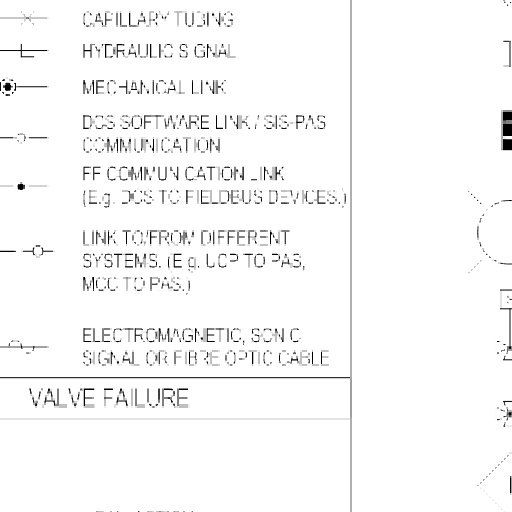 CAPILLARY TUBING
HYDRAULIC SIGNAL
MECHANICAL LINK
DCS SOFTWARE LINK / SIS-PAS
COMMUNICATION
FF COMMUNICATION LINK
(E.g. DCS TO FIELDBUS DEVICES.)
LINK TO/FROM DIFFERENT
SYSTEMS. (E.g. UCP TO PAS,
MCC TO PAS.)
ELECTROMAGNETIC, SONIC
SIGNAL OR FIBRE OPTIC CABLE
VALVE FAILURE